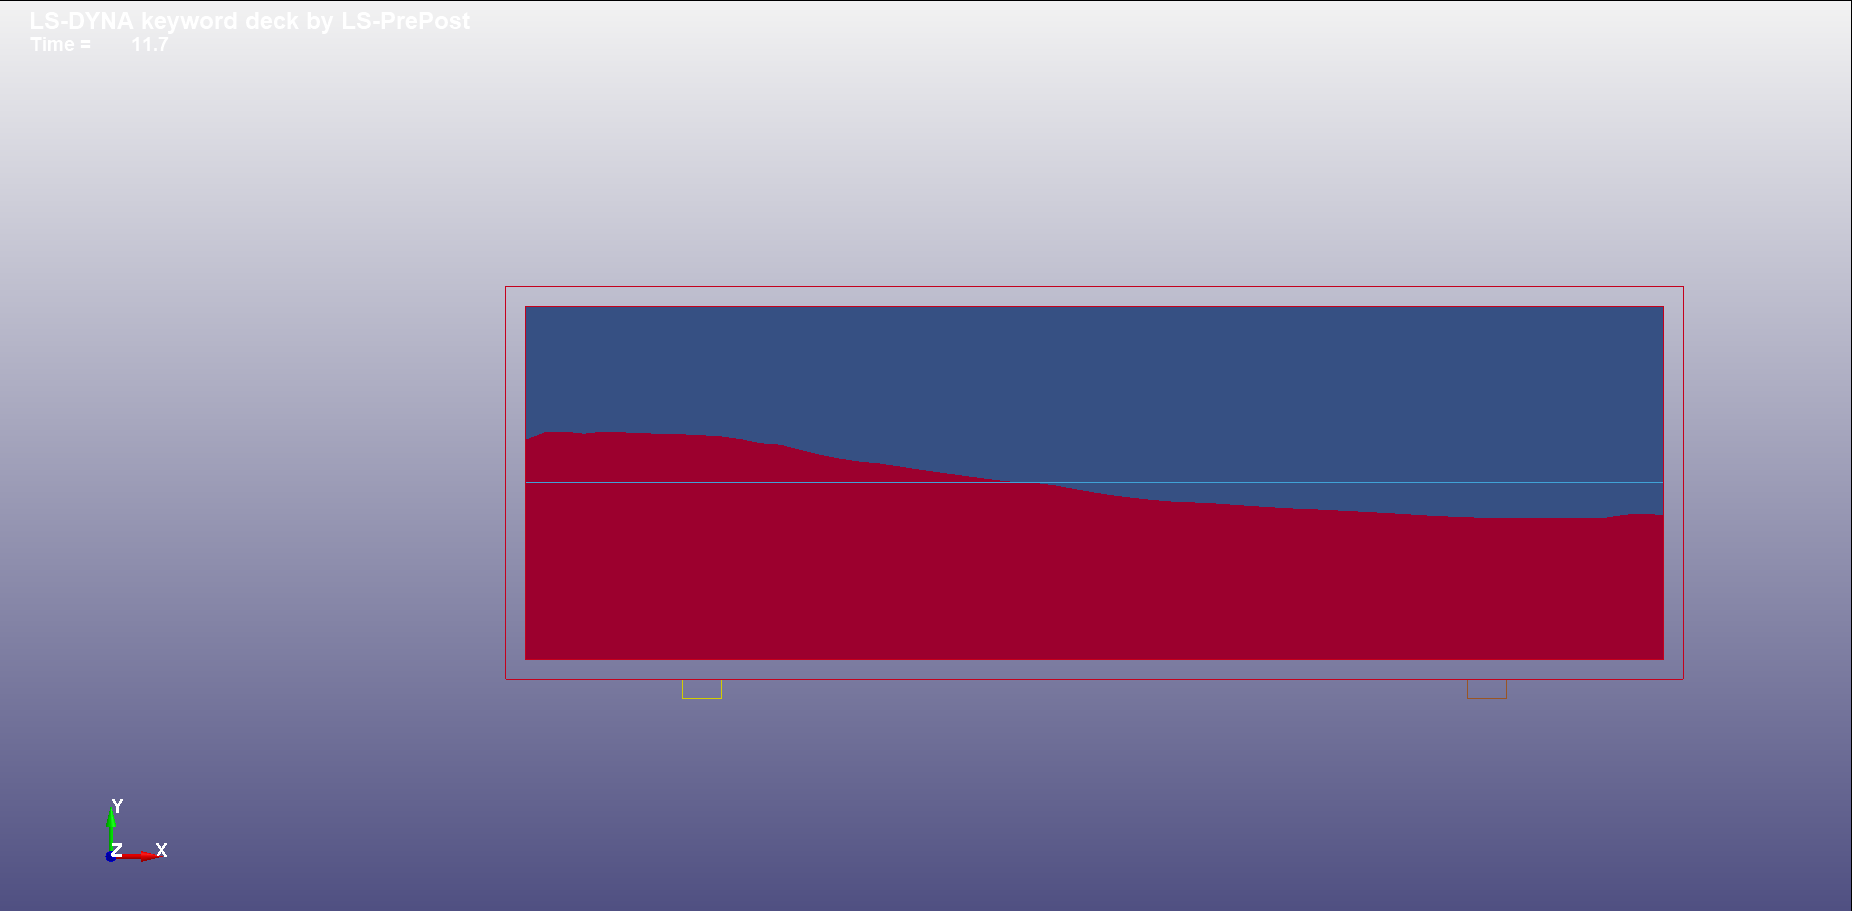 LS-DYNA keyword deck by LS-PrePost
Time = 11.7
Y
Z X